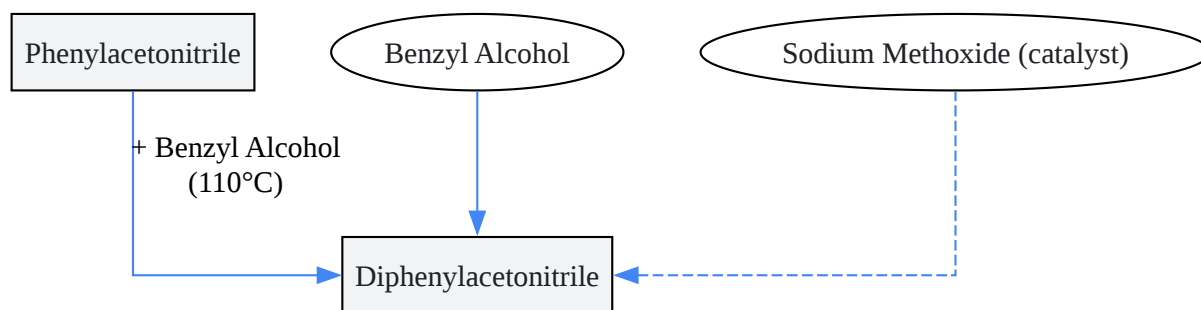 Phenylacetonitrile
Benzyl Alcohol
Sodium Methoxide (catalyst)
+ Benzyl Alcohol
(110°C)
Diphenylacetonitrile